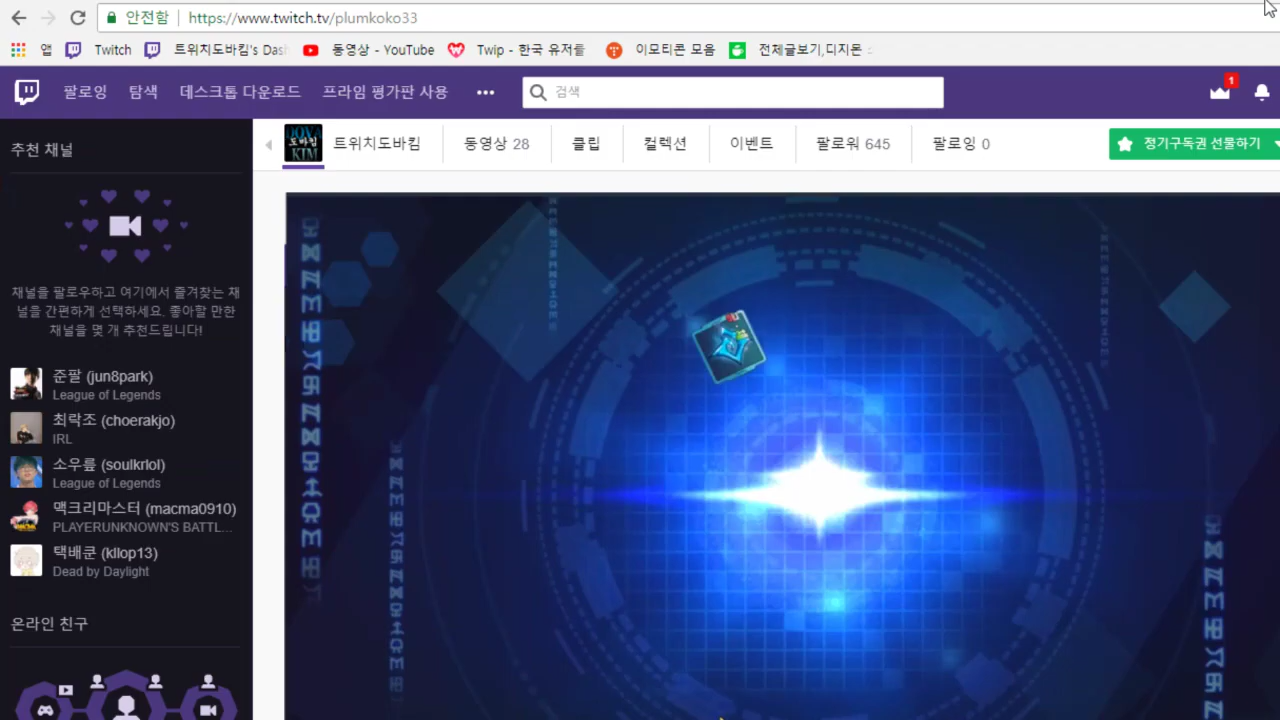 안전함 https://www.twitch.tv/plumkoko33
앱 Twitch 트위치도바킴's Dash 동영상 - YouTube Twip - 한국 유저들 이모티콘 모음 전체글보기,디지몬
팔로잉 탐색 데스크톱 다운로드 프라임 평가판 사용 ••• 검색 1
추천 채널
DOVA
도바킴
KIM
트위치도바킴 동영상 28 클립 컬렉션 이벤트 팔로워 645 팔로잉 0 정기구독권 선물하기
채널을 팔로우하고 여기에서 즐겨찾는 채
널을 간편하게 선택하세요. 좋아할 만한
채널을 몇 개 추천드립니다!
준팔 (jun8park)
League of Legends
최락조 (choerakjo)
IRL
소우릎 (soulkrlol)
League of Legends
맥크리마스터 (macma0910)
PLAYERUNKNOWN'S BATTL...
택배쿤 (kllop13)
Dead by Daylight
온라인 친구